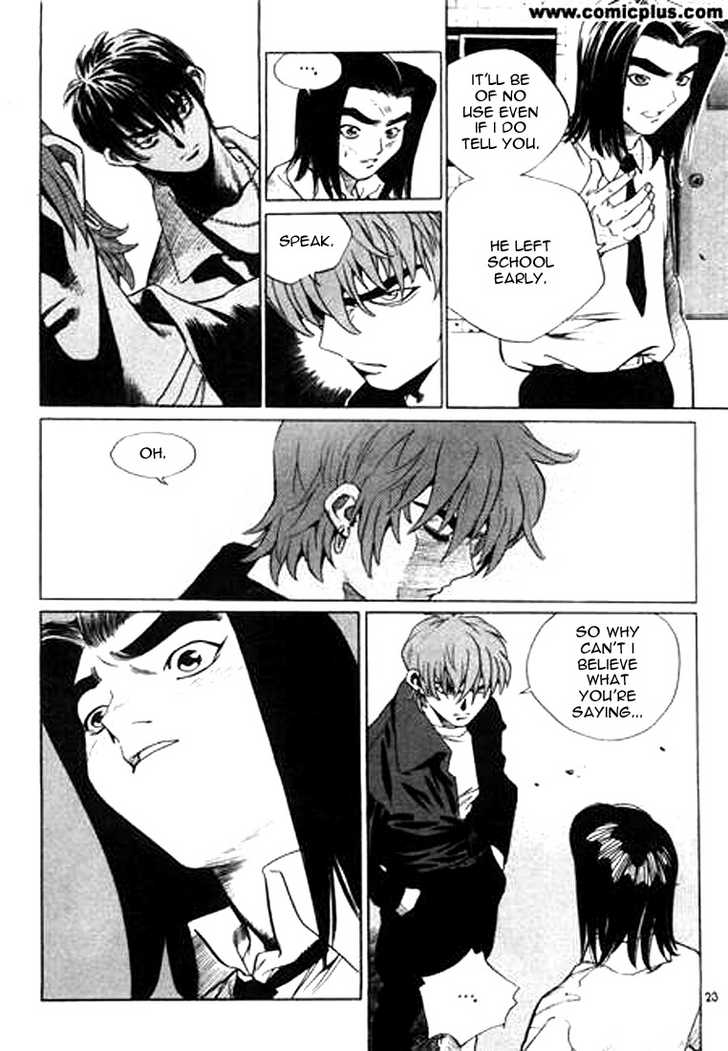 www.comicplus.com
...
SPEAK.
IT'LL BE
OF NO
USE EVEN
IF I DO
TELL YOU.
HE LEFT
SCHOOL
EARLY.
OH.
SO WHY
CAN'T I
BELIEVE
WHAT
YOU'RE
SAYING...
...
23